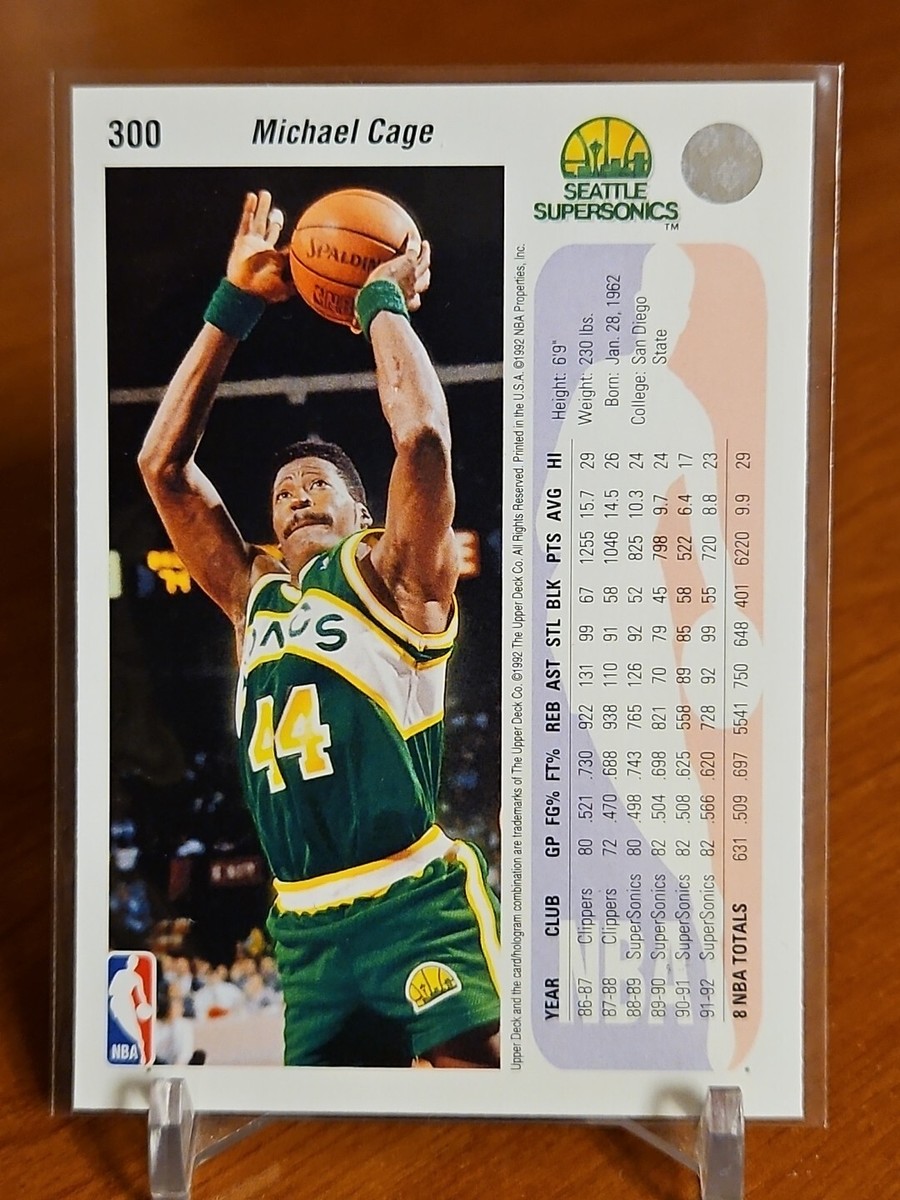 300
Michael Cage
SEATTLE
SUPERSONICS
TM
SPALDING
44
NBA
Upper Deck and the card/hologram combination are trademarks of The Upper Deck Co. ©1992 The Upper Deck Co. All Rights Reserved. Printed in the U.S.A. ©1992 NBA Properties, Inc.
Height: 6'9"
Weight: 230 lbs.
Born: Jan. 28, 1962
College: San Diego
State
YEAR CLUB GP FG% FT% REB AST STL BLK PTS AVG HI
86-87 Clippers 80 .521 .730 922 131 99 67 1255 15.7 29
87-88 Clippers 72 .470 .688 938 110 91 58 1046 14.5 26
88-89 SuperSonics 80 .498 .743 765 126 92 52 825 10.3 24
89-90 SuperSonics 82 .504 .698 821 70 79 45 798 9.7 24
90-91 SuperSonics 82 .508 .625 558 89 85 58 522 6.4 17
91-92 SuperSonics 82 .566 .620 728 92 99 55 720 8.8 23
8 NBA TOTALS 631 .509 .697 5541 750 648 401 6220 9.9 29
NBA